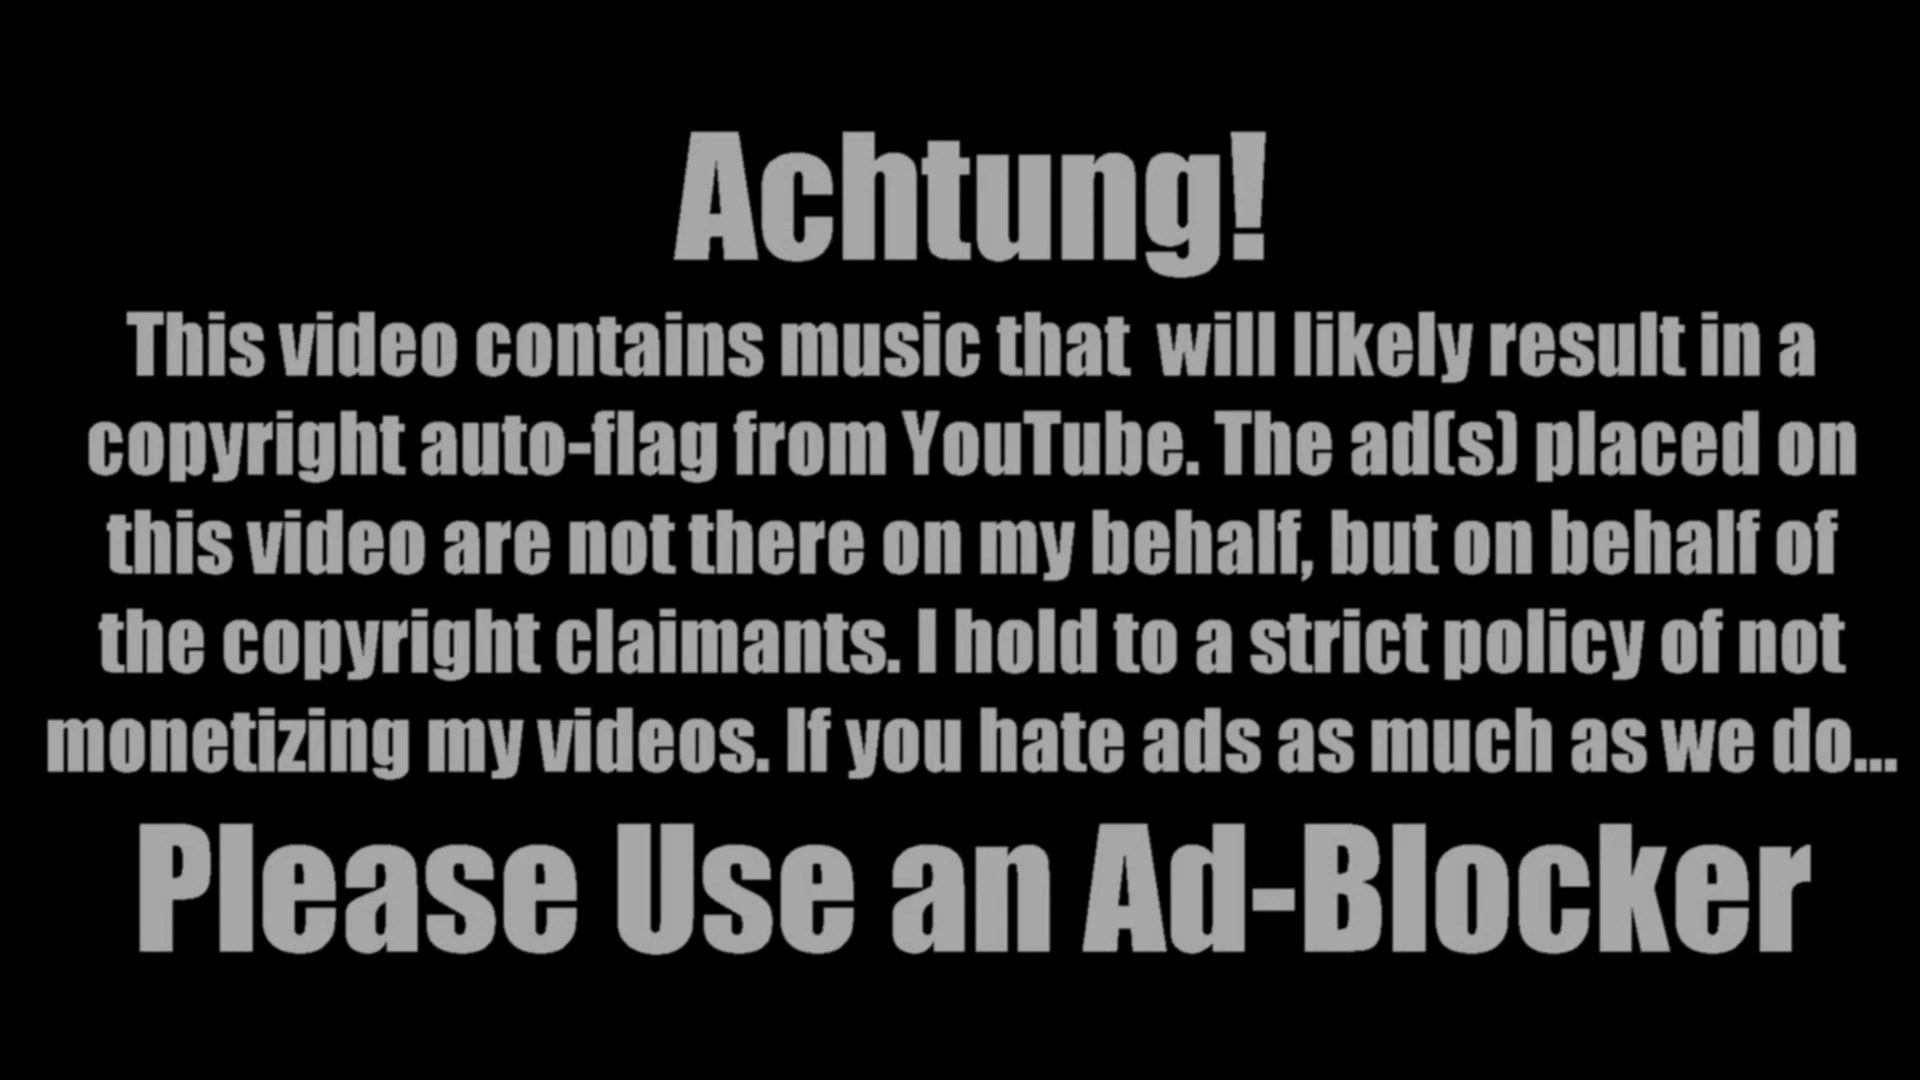 Achtung!
This video contains music that  will likely result in a
copyright auto-flag from YouTube. The ad(s) placed on
this video are not there on my behalf, but on behalf of
the copyright claimants. I hold to a strict policy of not
monetizing my videos. If you hate ads as much as we do...
Please Use an Ad-Blocker